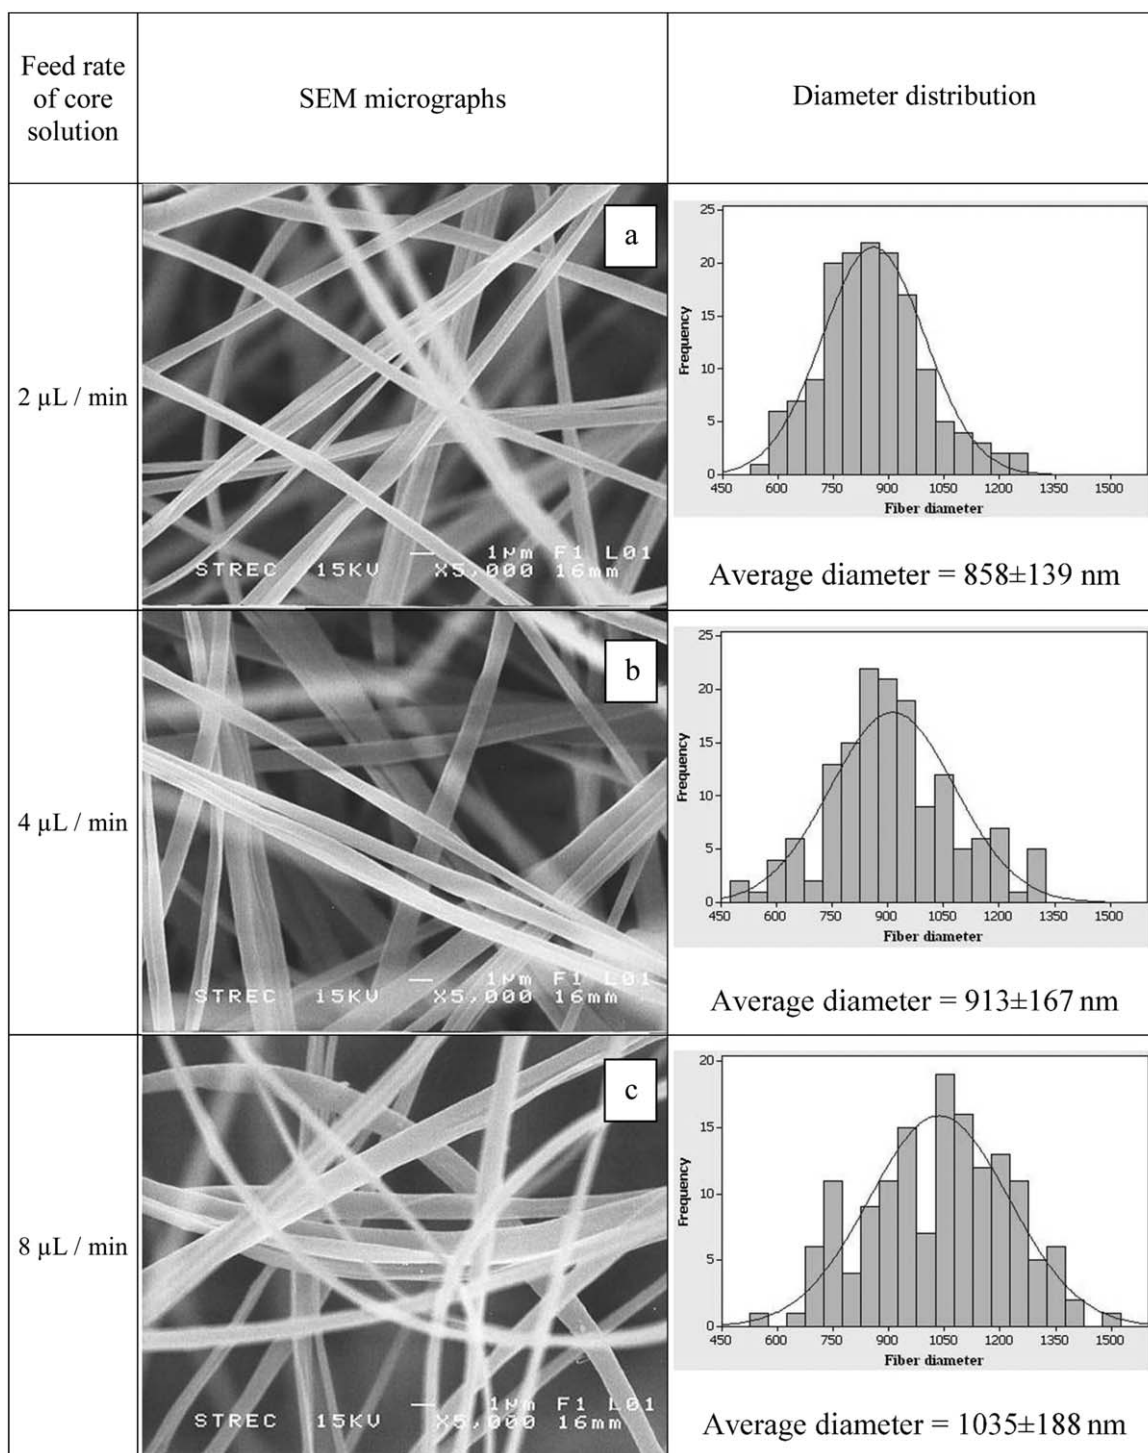 Feed rate
of core
solution
SEM micrographs
Diameter distribution
2 µL / min
a
1µm F1 L01
STREC 15KV X5,000 16mm
25
20
15
10
5
0
Frequency
450 600 750 900 1050 1200 1350 1500
Fiber diameter
Average diameter = 858±139 nm
4 µL / min
b
1µm F1 L01
STREC 15KV X5,000 16mm
25
20
15
10
5
0
Frequency
450 600 750 900 1050 1200 1350 1500
Fiber diameter
Average diameter = 913±167 nm
8 µL / min
c
1µm F1 L01
STREC 15KV X5,000 16mm
20
15
10
5
0
Frequency
450 600 750 900 1050 1200 1350 1500
Fiber diameter
Average diameter = 1035±188 nm